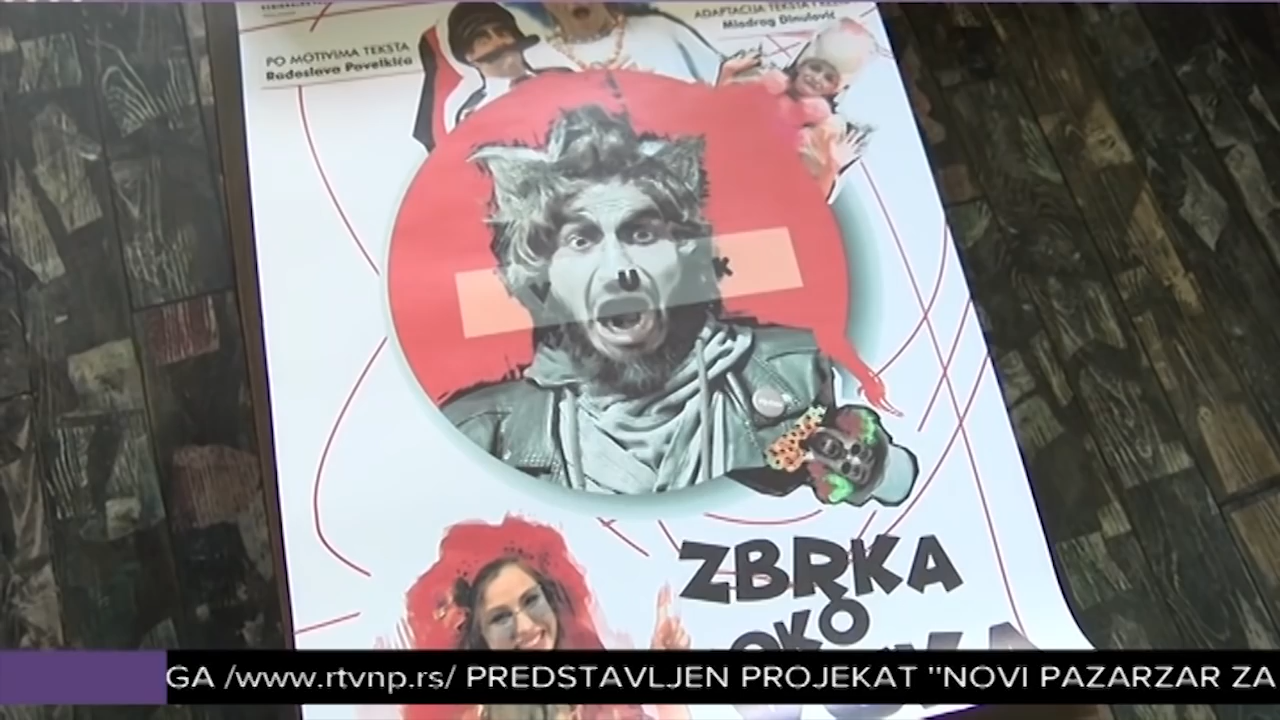 PO MOTIVIMA TEKSTA
Radoslava Pavelkića
ADAPTACIJA TEKSTA I
Miodrag Dinulović
V U K
ZBRKA
OKO
GA /www.rtvnp.rs/ PREDSTAVLJEN PROJEKAT "NOVI PAZARZAR ZA